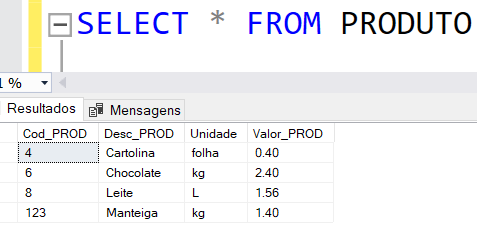 SELECT * FROM PRODUTO
%
Resultados Mensagens
Cod_PROD Desc_PROD Unidade Valor_PROD
4 Cartolina folha 0.40
6 Chocolate kg 2.40
8 Leite L 1.56
123 Manteiga kg 1.40